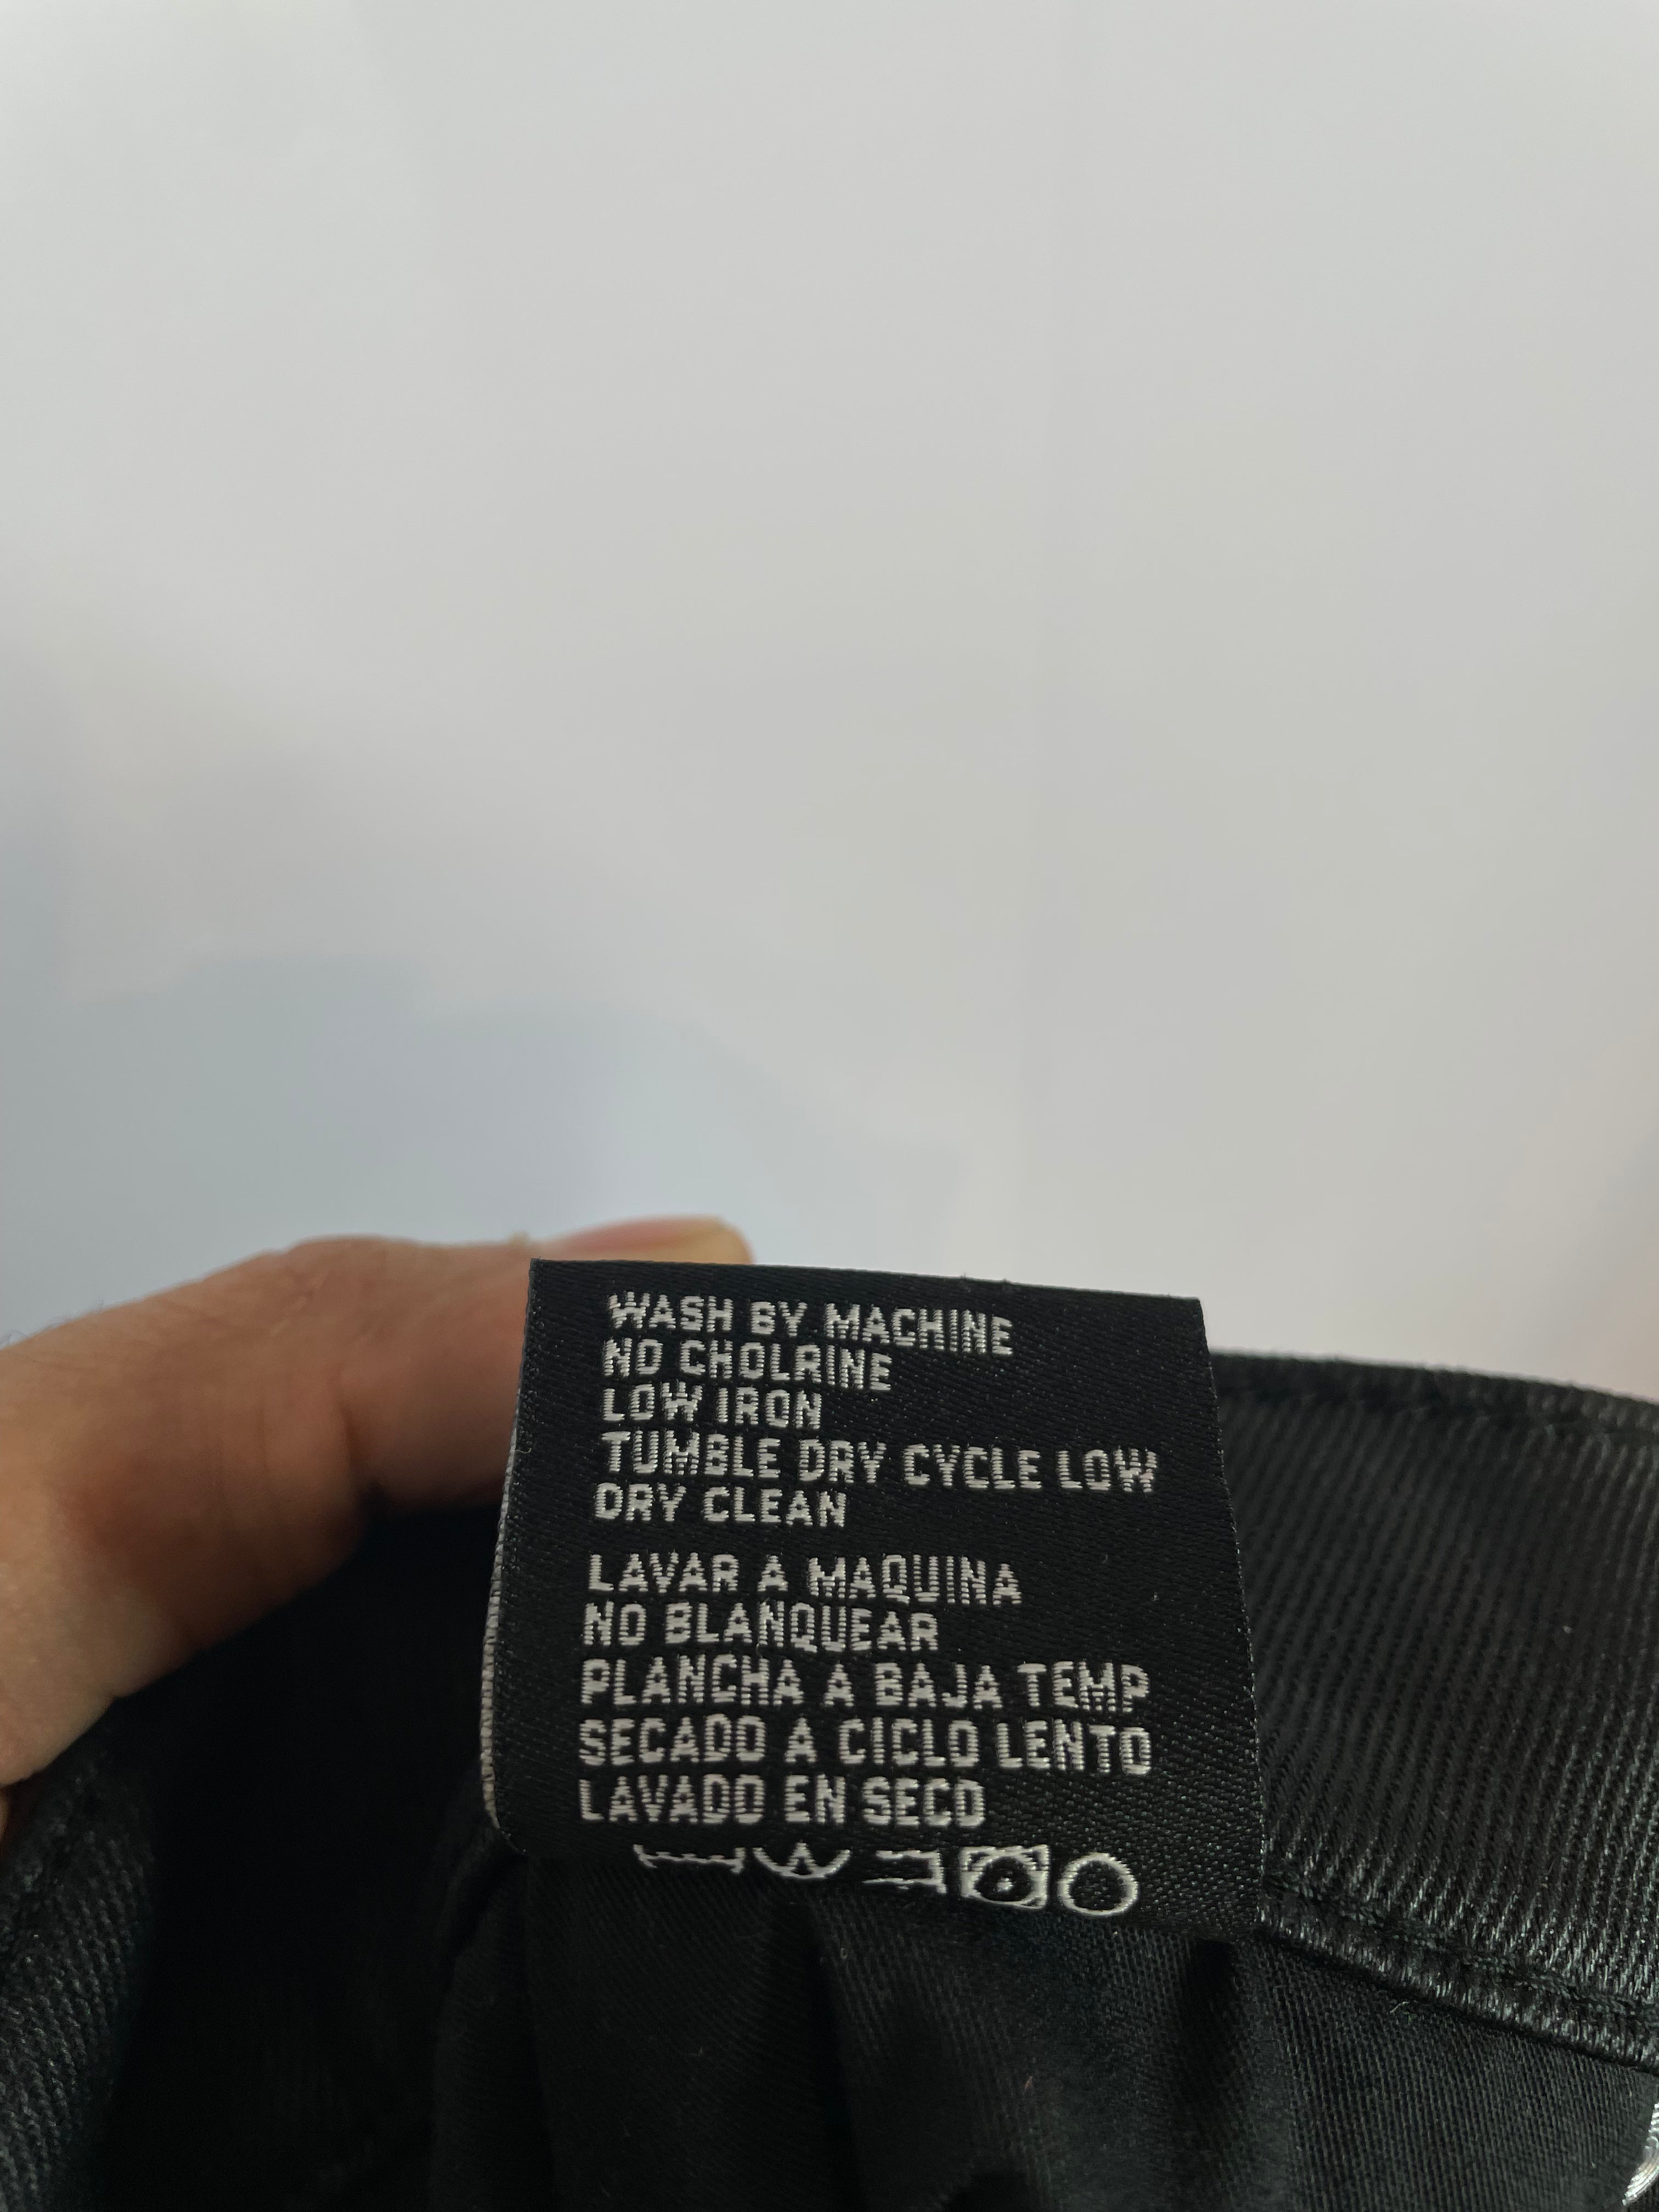 WASH BY MACHINE
NO CHOLRINE
LOW IRON
TUMBLE DRY CYCLE LOW
DRY CLEAN
LAVAR A MAQUINA
NO BLANQUEAR
PLANCHA A BAJA TEMP
SECADO A CICLO LENTO
LAVADO EN SECO